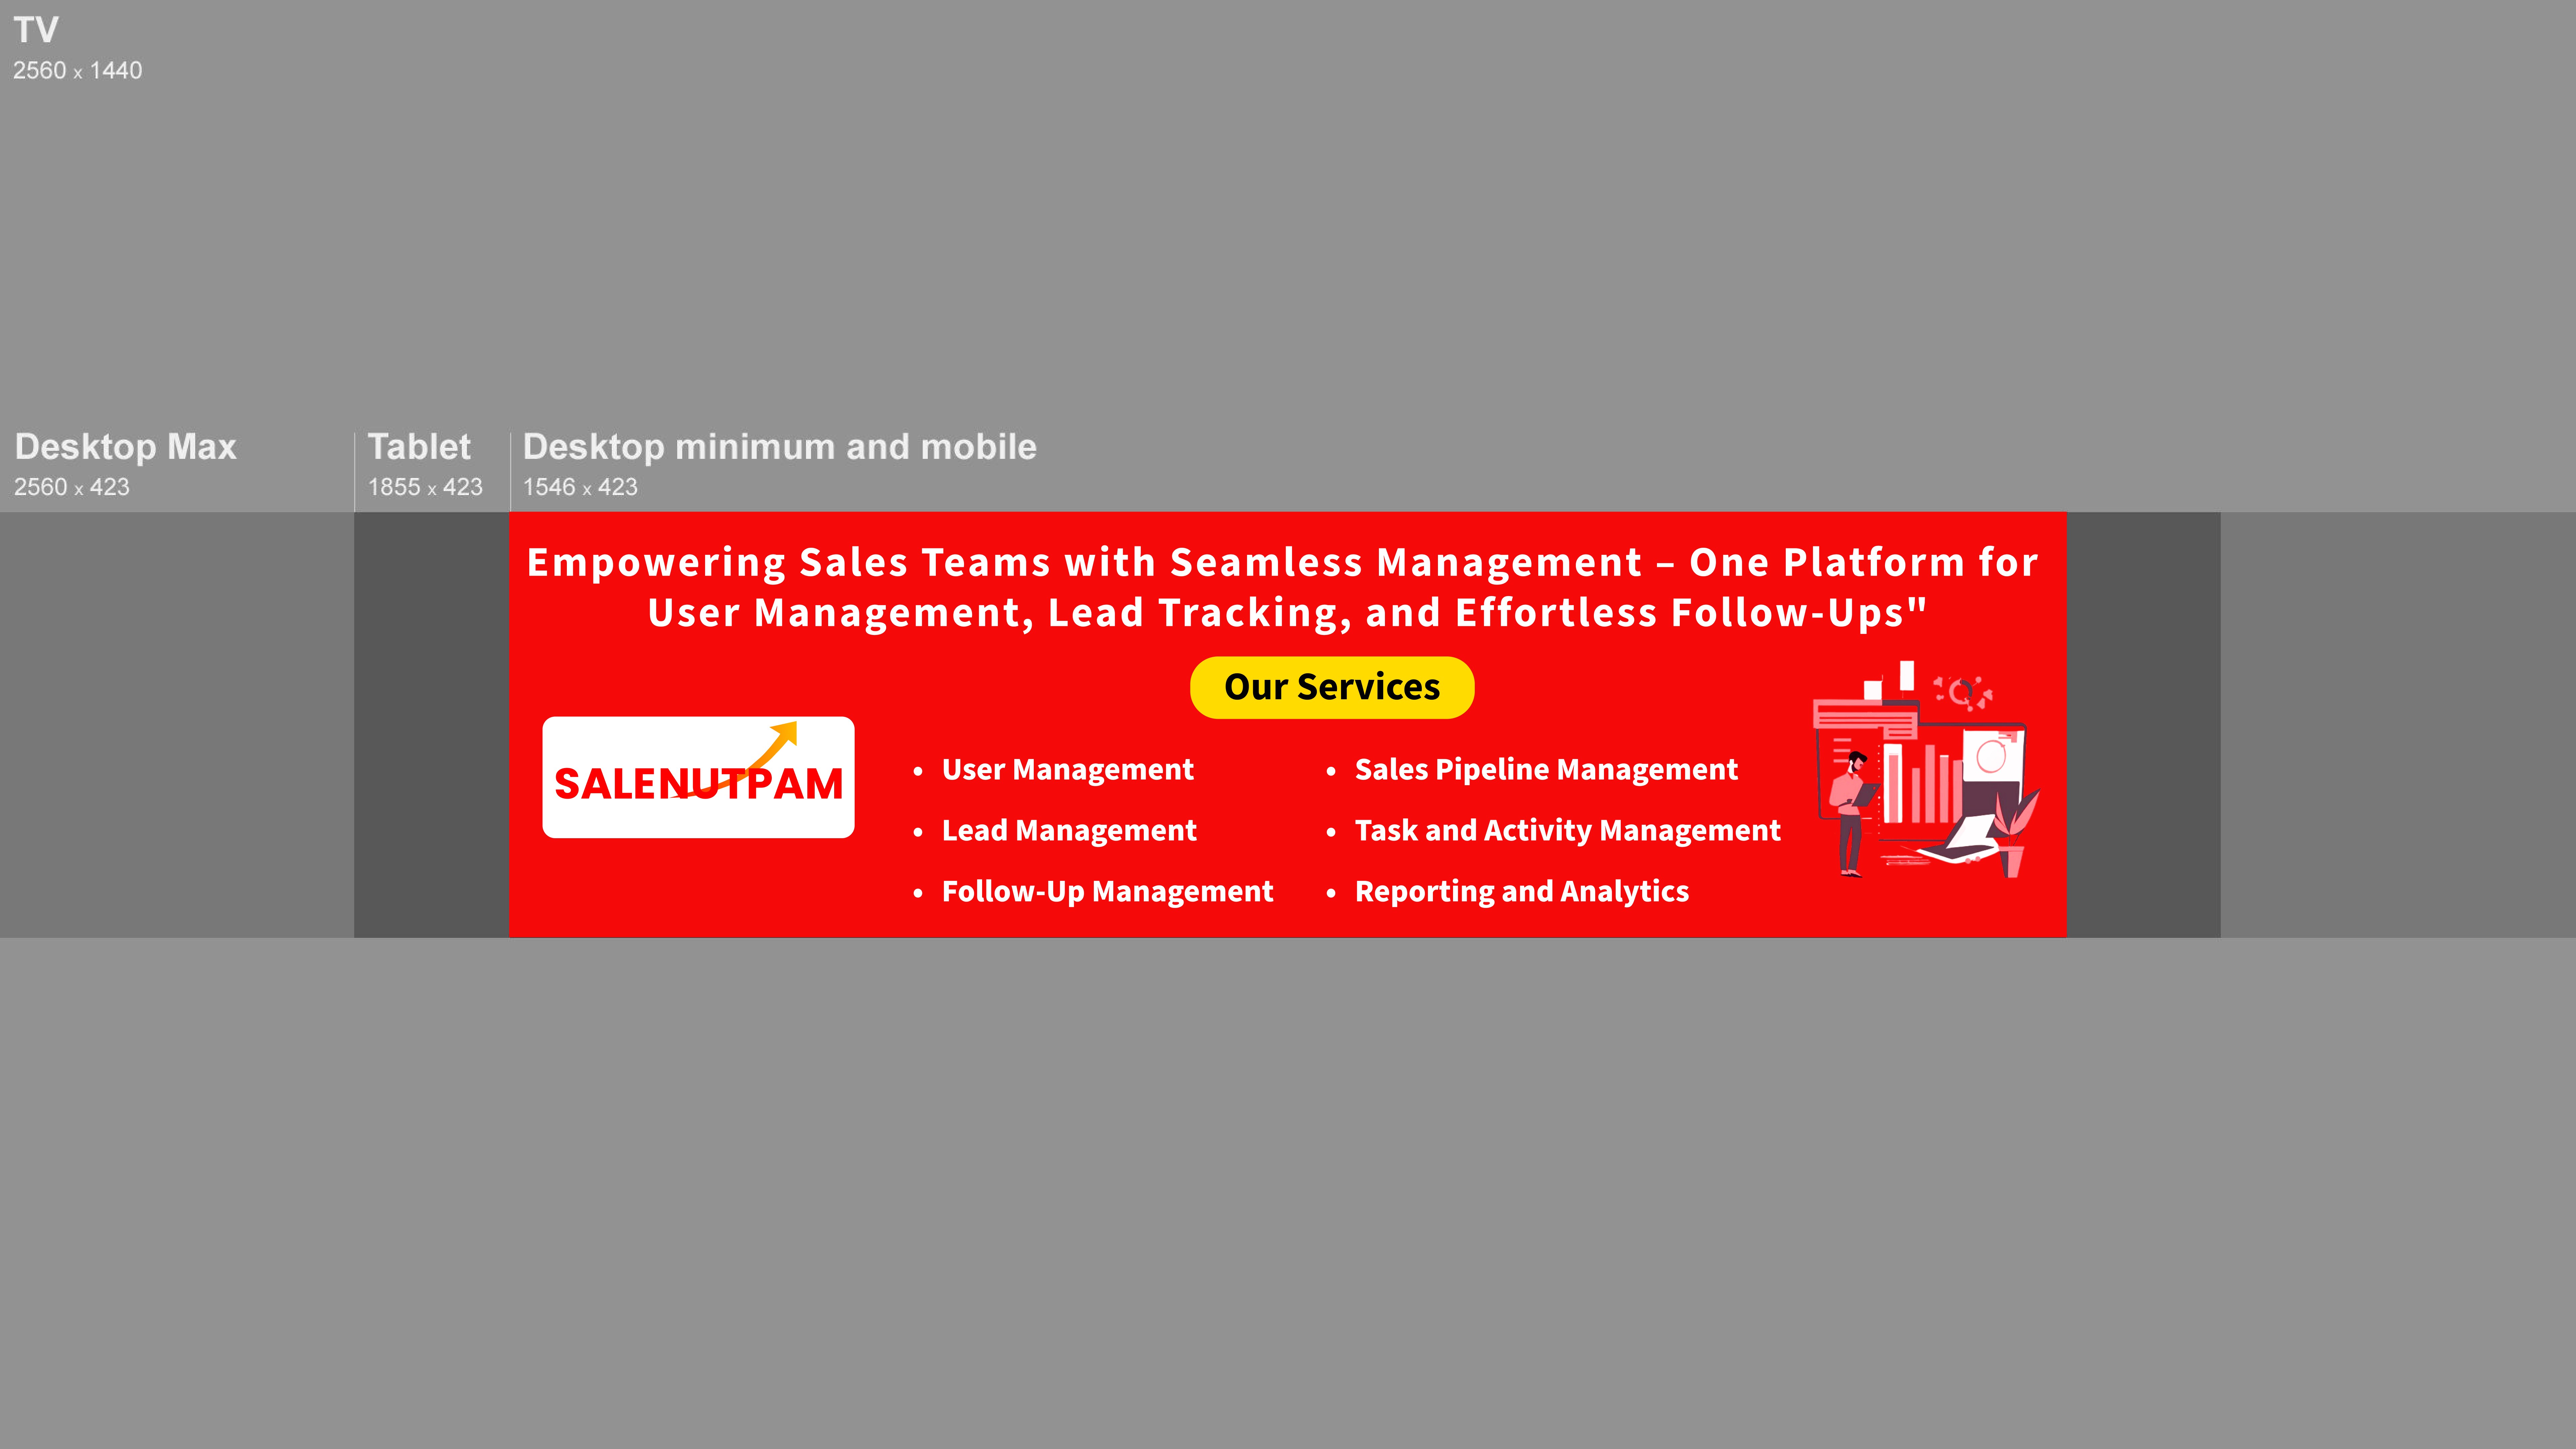 TV
2560 x 1440
Desktop Max
2560 x 423
Tablet
1855 x 423
Desktop minimum and mobile
1546 x 423
Empowering Sales Teams with Seamless Management – One Platform for
User Management, Lead Tracking, and Effortless Follow-Ups"
Our Services
SALENUTPAM
• User Management
• Lead Management
• Follow-Up Management
• Sales Pipeline Management
• Task and Activity Management
• Reporting and Analytics